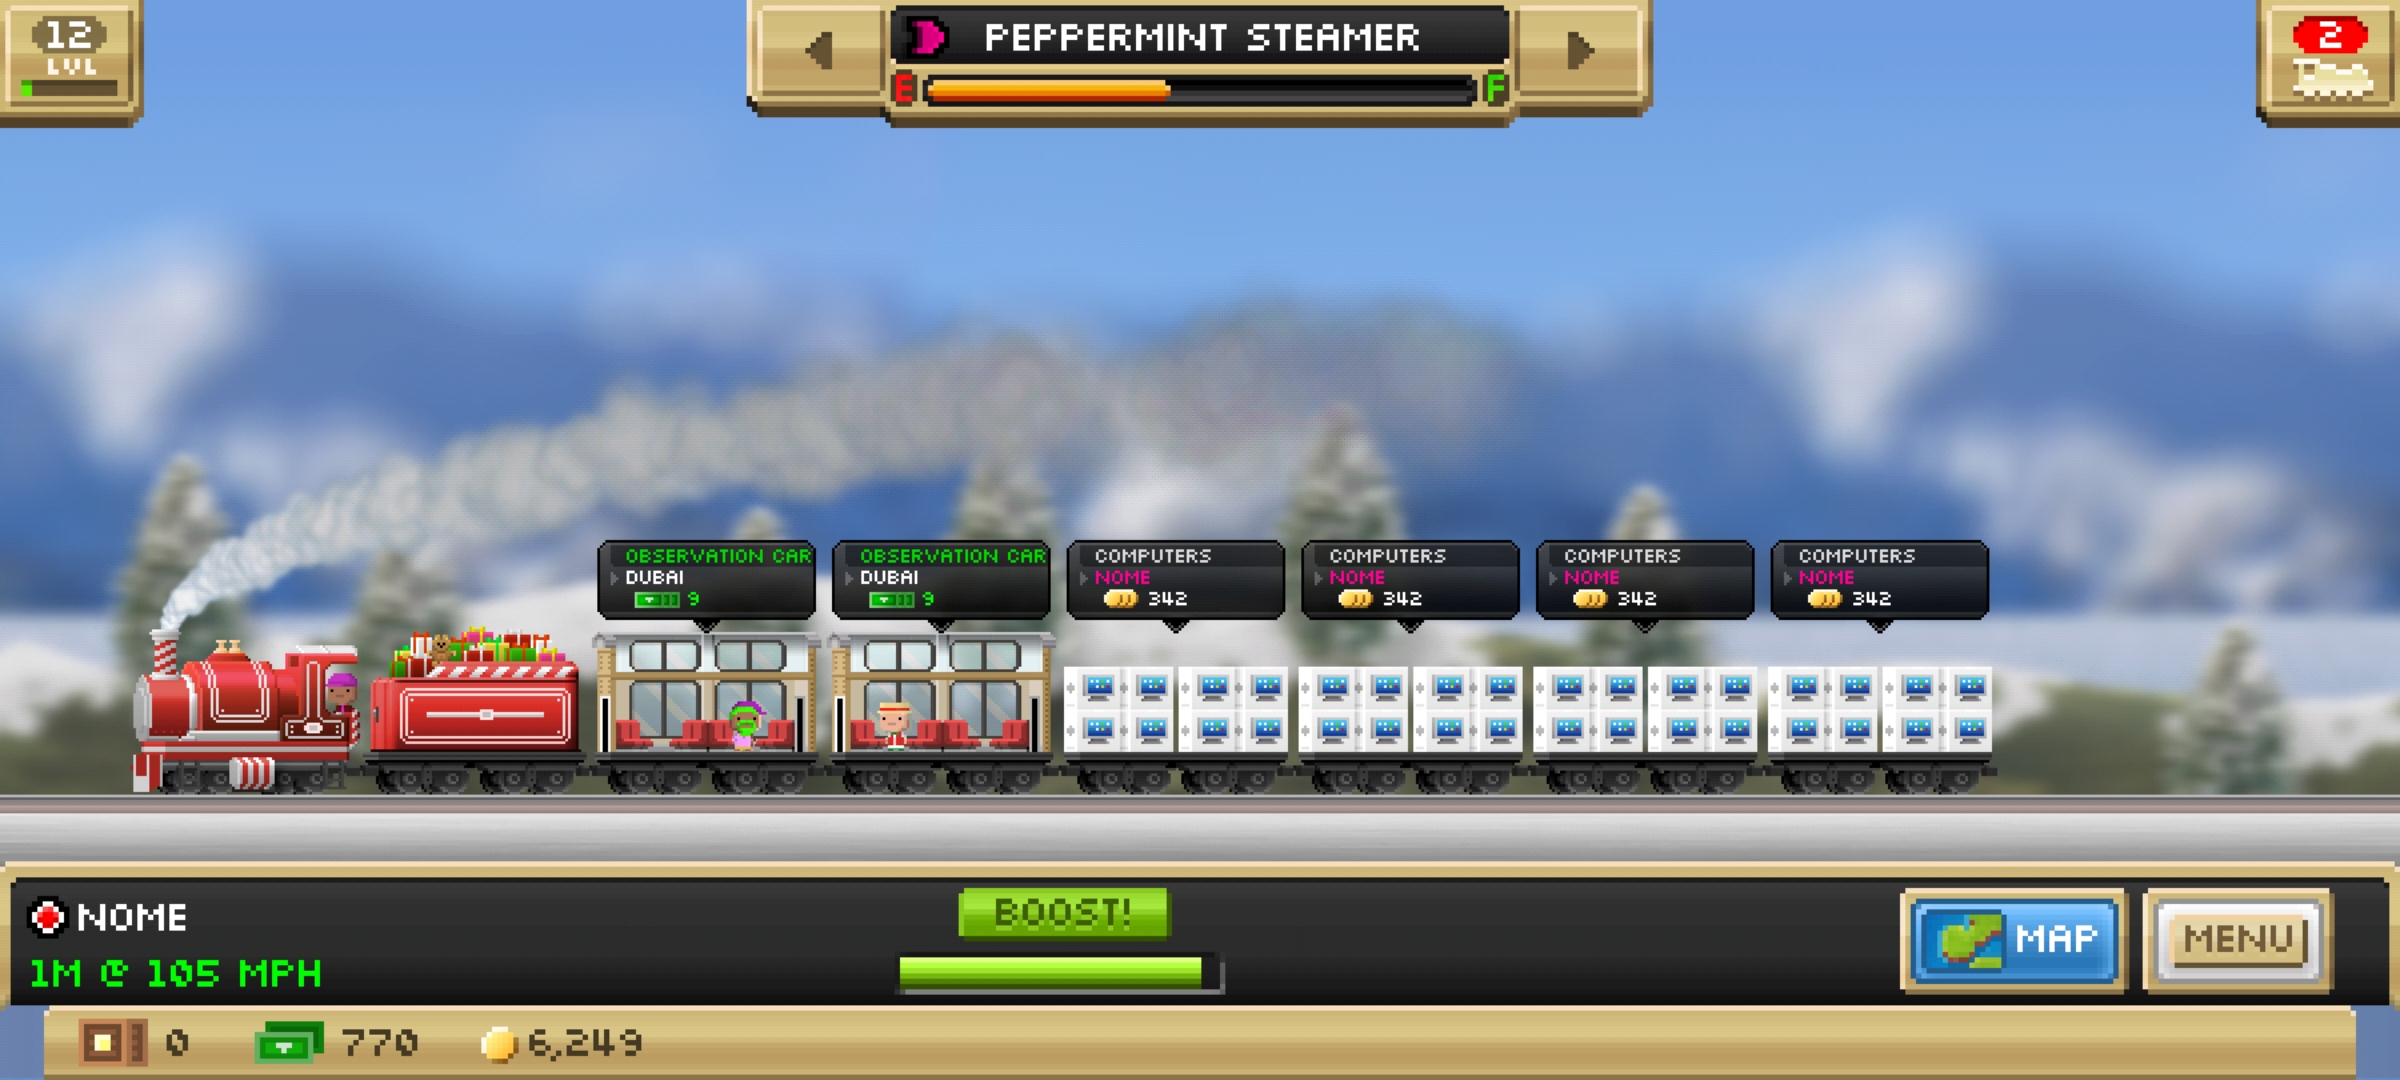 12
LVL
PEPPERMINT STEAMER
E
F
2
OBSERVATION CAR
DUBAI
9
OBSERVATION CAR
DUBAI
9
COMPUTERS
NOME
342
COMPUTERS
NOME
342
COMPUTERS
NOME
342
COMPUTERS
NOME
342
NOME
1M @ 105 MPH
BOOST!
MAP
MENU
0
770
6,249